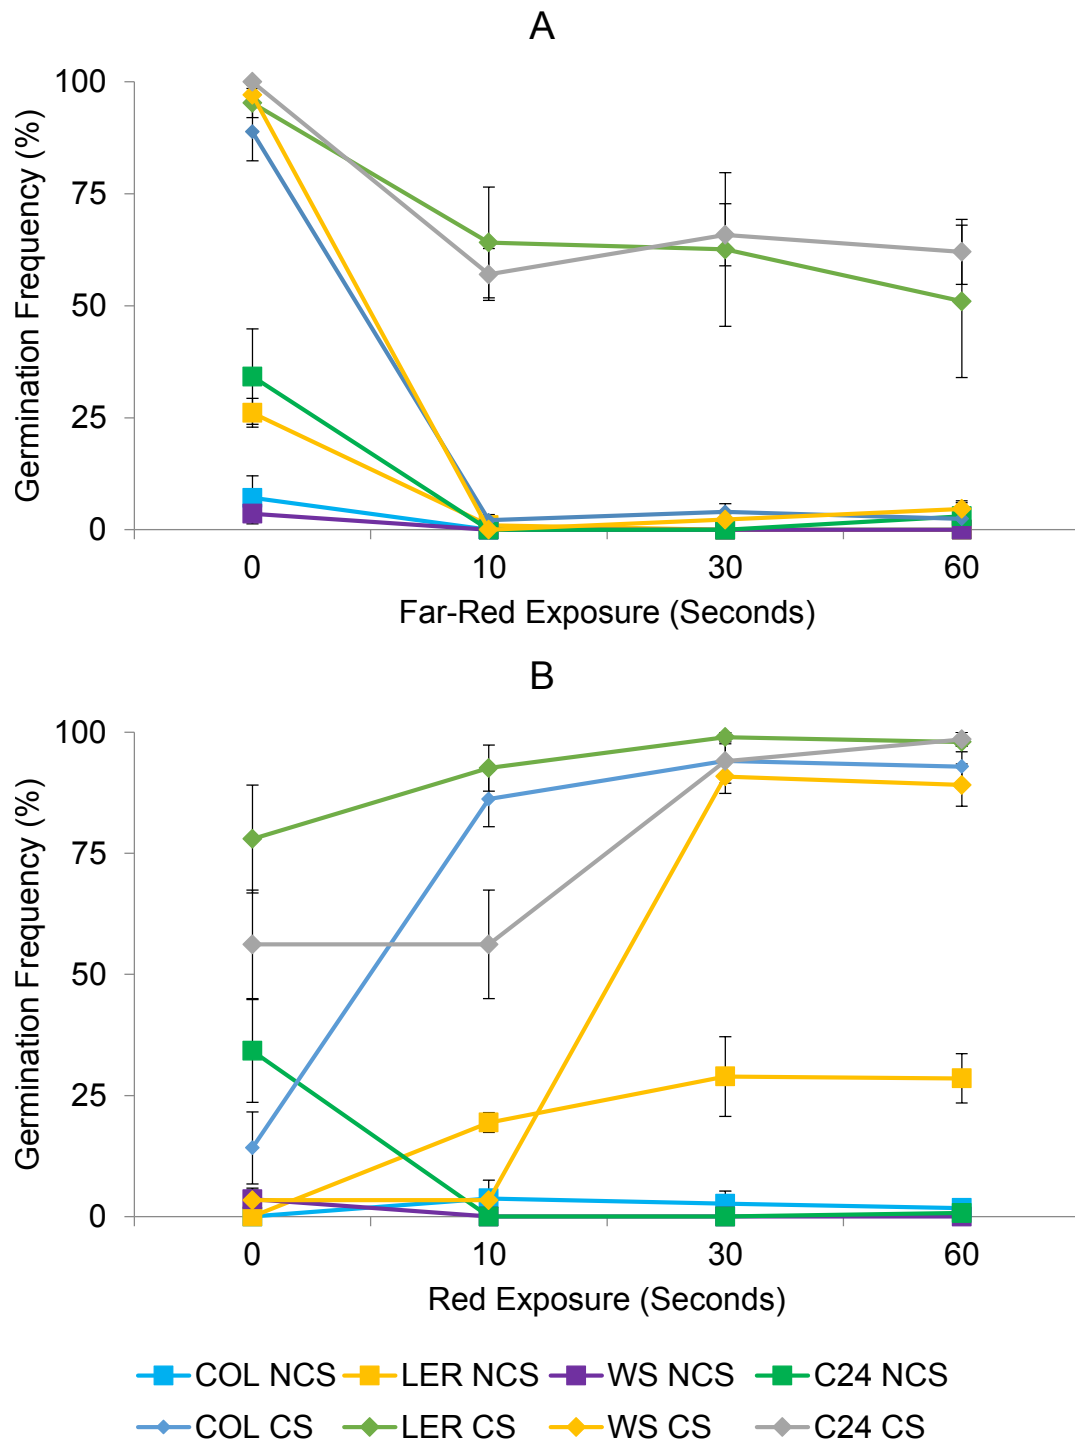 A
Germination Frequency (%)
100
75
50
25
0
0 10 30 60
Far-Red Exposure (Seconds)
B
Germination Frequency (%)
100
75
50
25
0
0 10 30 60
Red Exposure (Seconds)
COL NCS LER NCS WS NCS C24 NCS
COL CS LER CS WS CS C24 CS